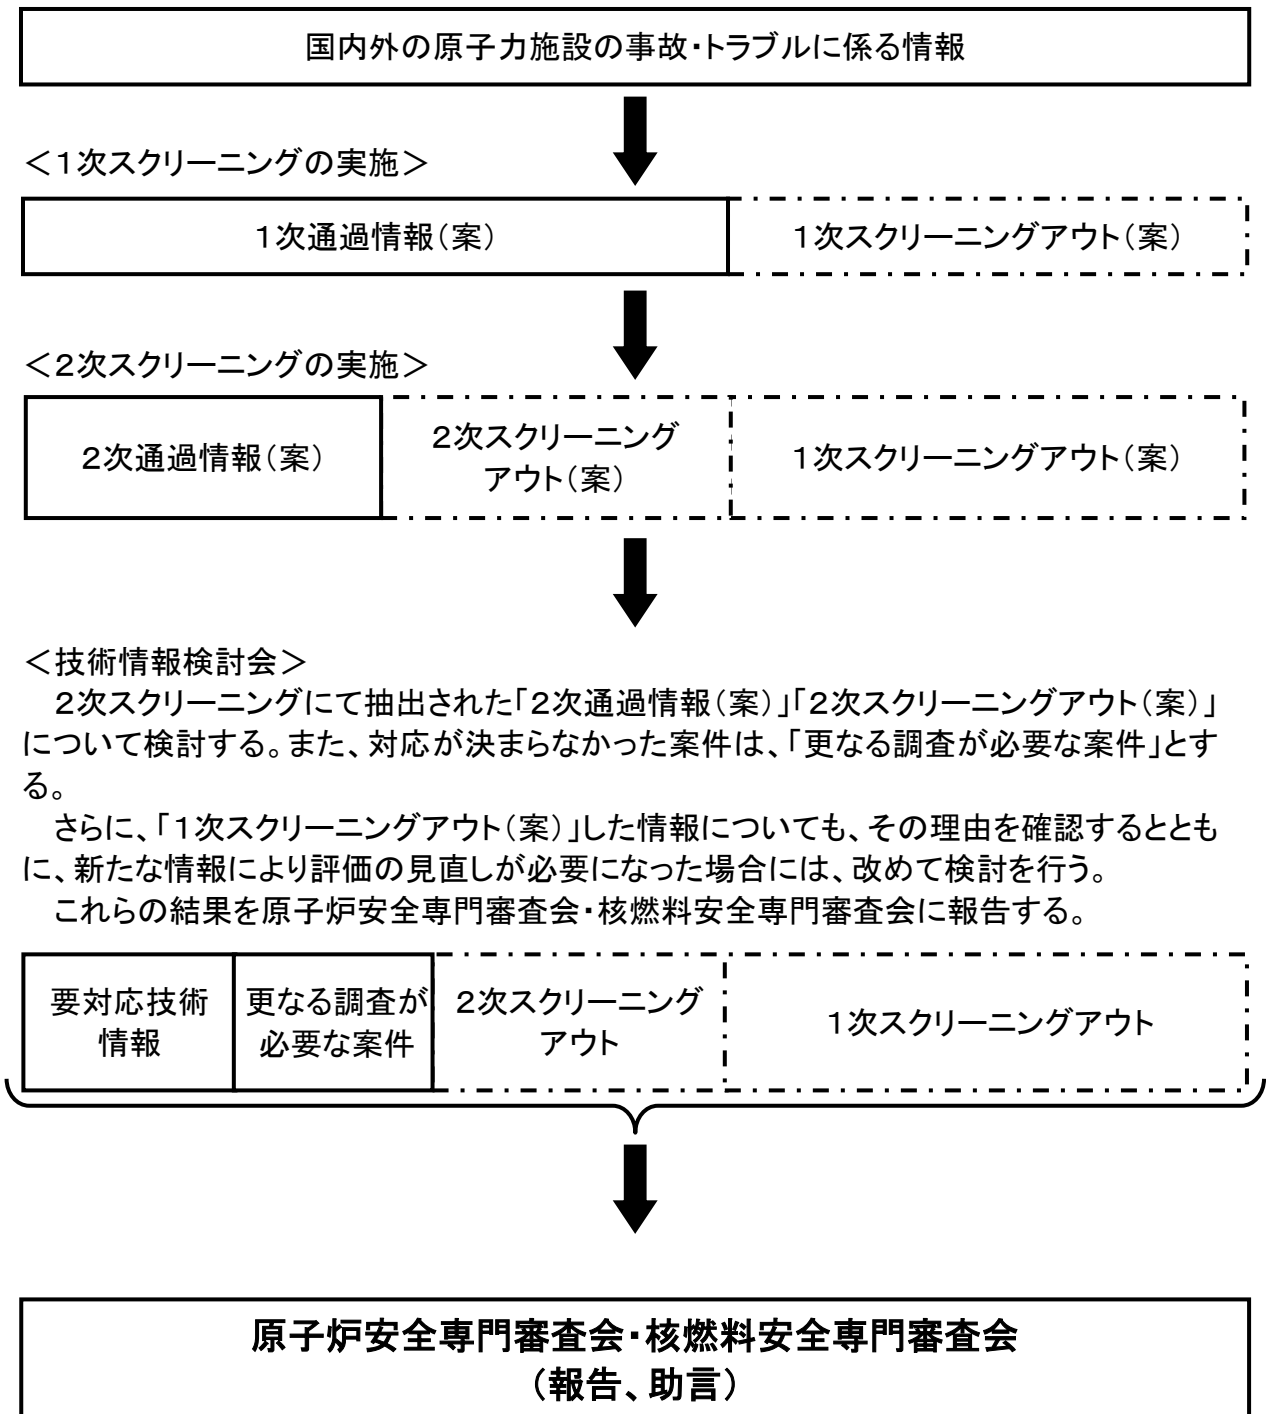 国内外の原子力施設の事故・トラブルに係る情報
＜１次スクリーニングの実施＞
１次通過情報（案）
１次スクリーニングアウト（案）
＜２次スクリーニングの実施＞
２次通過情報（案）
２次スクリーニング
アウト（案）
１次スクリーニングアウト（案）
＜技術情報検討会＞
２次スクリーニングにて抽出された「２次通過情報（案）」「２次スクリーニングアウト（案）」
について検討する。また、対応が決まらなかった案件は、「更なる調査が必要な案件」とす
る。
さらに、「１次スクリーニングアウト（案）」した情報についても、その理由を確認するととも
に、新たな情報により評価の見直しが必要になった場合には、改めて検討を行う。
これらの結果を原子炉安全専門審査会・核燃料安全専門審査会に報告する。
要対応技術
情報
更なる調査が
必要な案件
２次スクリーニング
アウト
１次スクリーニングアウト
原子炉安全専門審査会・核燃料安全専門審査会
（報告、助言）